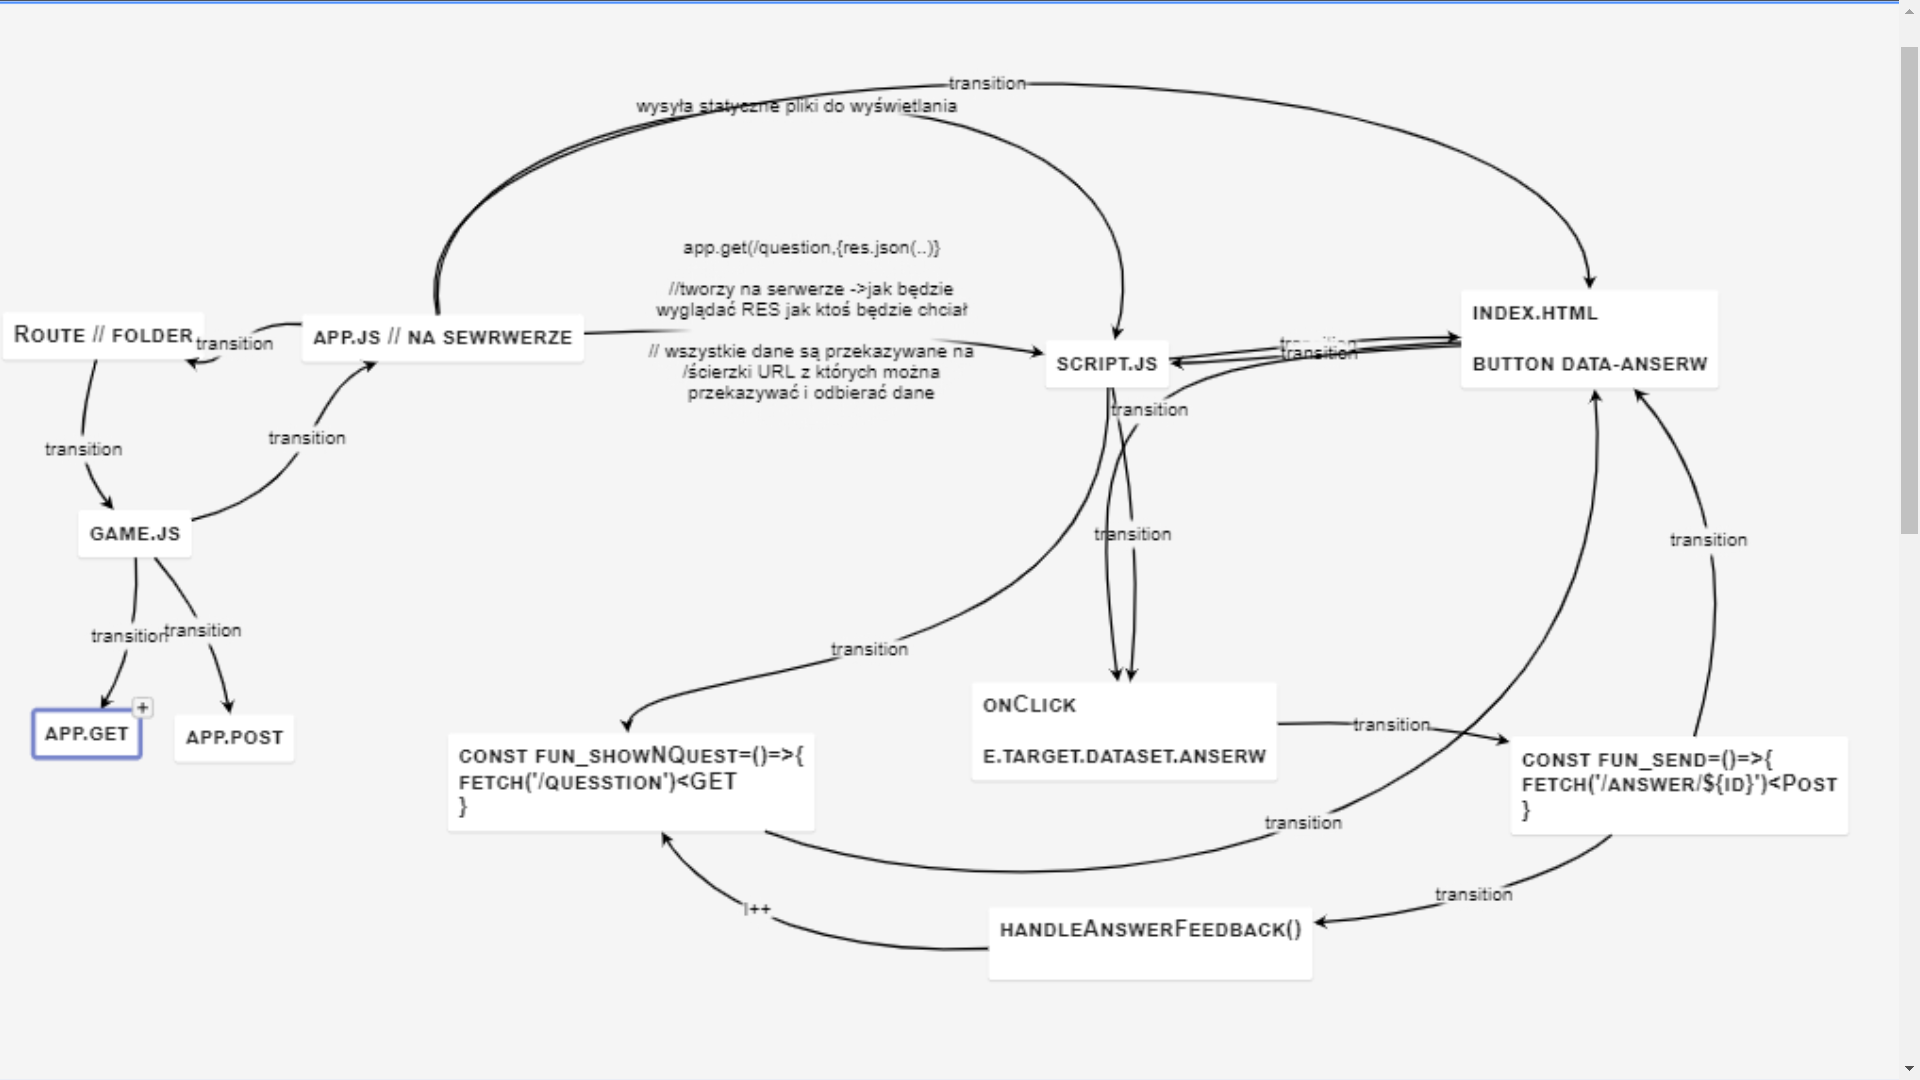 transition
wysyła statyczne pliki do wyświetlania
app.get(/question,{res.json(..)}
//tworzy na serwerze ->jak będzie
wyglądać RES jak ktoś będzie chciał
// wszystkie dane są przekazywane na
/ścierzki URL z których można
przekazywać i odbierać dane
Route // folder
transition
app.js // na sewrwerze
script.js
transition
transition
index.html
button data-anserw
transition
transition
transition
game.js
transition
transition
transition
transition
app.get
+
app.post
transition
onClick
e.target.dataset.anserw
transition
const fun_showNQuest=()=>{
fetch('/quesstion')<GET
}
const fun_send=()=>{
fetch('/answer/${id}')<Post
}
transition
transition
I++
handleAnswerFeedback()